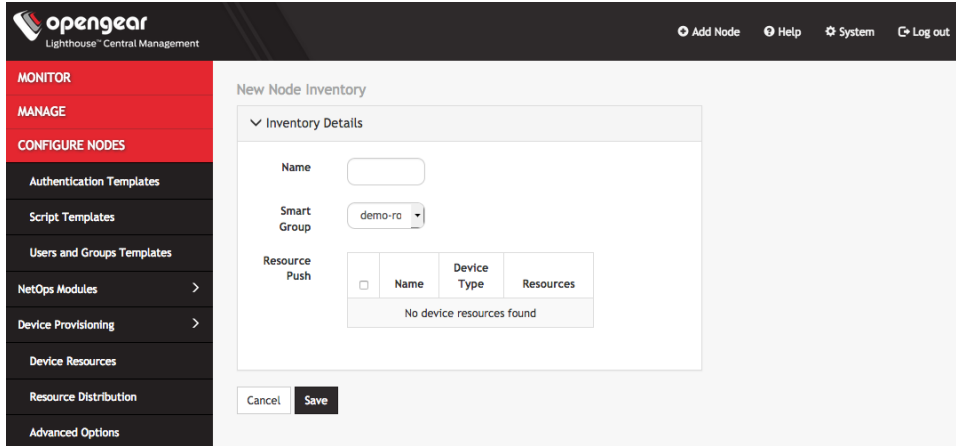 opengear
Lighthouse™ Central Management
Add Node
Help
System
Log out
MONITOR
MANAGE
CONFIGURE NODES
Authentication Templates
Script Templates
Users and Groups Templates
NetOps Modules
Device Provisioning
Device Resources
Resource Distribution
Advanced Options
New Node Inventory
Inventory Details
Name
Smart
Group
demo-ro
Resource
Push
Name
Device
Type
Resources
No device resources found
Cancel
Save